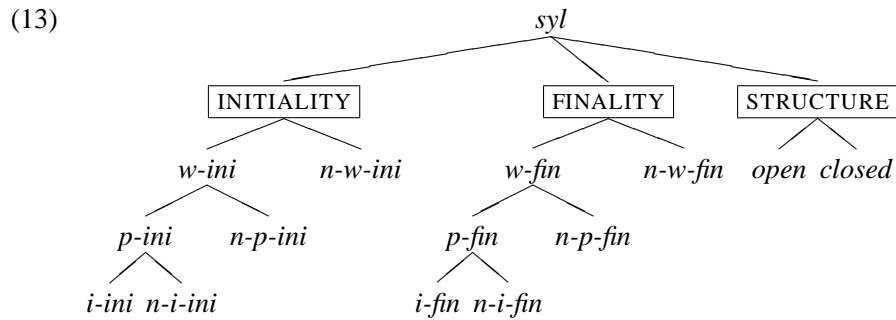 (13) syl
INITIALITY FINALITY STRUCTURE
w-ini n-w-ini w-fin n-w-fin open closed
p-ini n-p-ini p-fin n-p-fin
i-ini n-i-ini i-fin n-i-fin